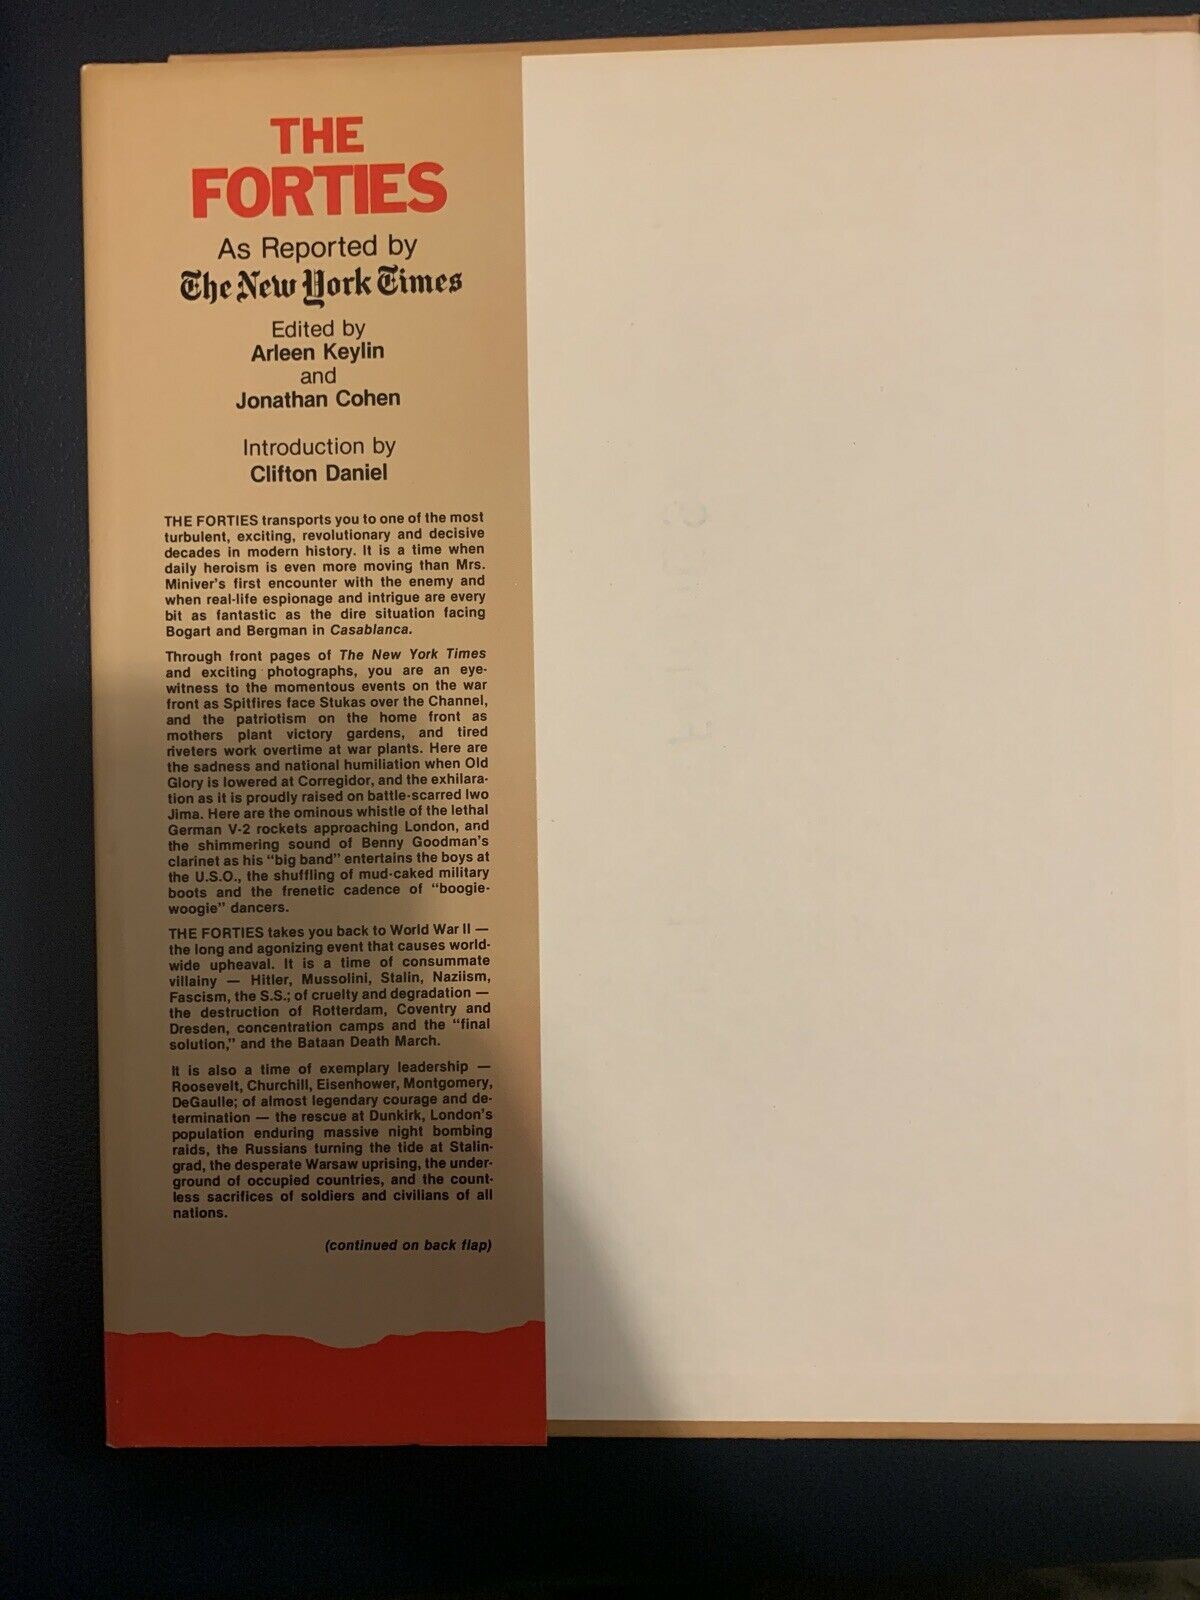 THE
FORTIES
As Reported by
The New York Times
Edited by
Arleen Keylin
and
Jonathan Cohen
Introduction by
Clifton Daniel
THE FORTIES transports you to one of the most
turbulent, exciting, revolutionary and decisive
decades in modern history. It is a time when
daily heroism is even more moving than Mrs.
Miniver's first encounter with the enemy and
when real-life espionage and intrigue are every
bit as fantastic as the dire situation facing
Bogart and Bergman in Casablanca.
Through front pages of The New York Times
and exciting photographs, you are an eye-
witness to the momentous events on the war
front as Spitfires face Stukas over the Channel,
and the patriotism on the home front as
mothers plant victory gardens, and tired
riveters work overtime at war plants. Here are
the sadness and national humiliation when Old
Glory is lowered at Corregidor, and the exhilara-
tion as it is proudly raised on battle-scarred Iwo
Jima. Here are the ominous whistle of the lethal
German V-2 rockets approaching London, and
the shimmering sound of Benny Goodman's
clarinet as his "big band" entertains the boys at
the U.S.O., the shuffling of mud-caked military
boots and the frenetic cadence of "boogie-
woogie" dancers.
THE FORTIES takes you back to World War II —
the long and agonizing event that causes world-
wide upheaval. It is a time of consummate
villainy — Hitler, Mussolini, Stalin, Naziism,
Fascism, the S.S.; of cruelty and degradation —
the destruction of Rotterdam, Coventry and
Dresden, concentration camps and the "final
solution," and the Bataan Death March.
It is also a time of exemplary leadership —
Roosevelt, Churchill, Eisenhower, Montgomery,
DeGaulle; of almost legendary courage and de-
termination — the rescue at Dunkirk, London's
population enduring massive night bombing
raids, the Russians turning the tide at Stalin-
grad, the desperate Warsaw uprising, the under-
ground of occupied countries, and the count-
less sacrifices of soldiers and civilians of all
nations.
(continued on back flap)